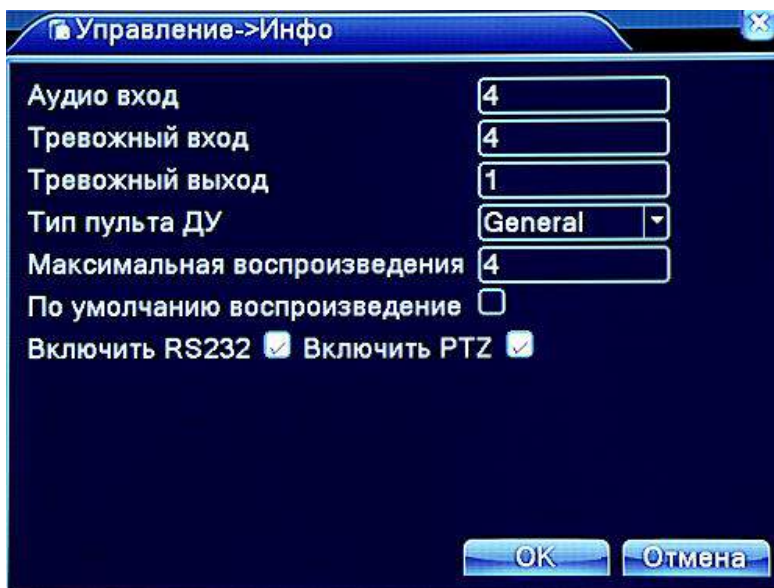 Управление->Инфо
Аудио вход 4
Тревожный вход 4
Тревожный выход 1
Тип пульта ДУ General
Максимальная воспроизведения 4
По умолчанию воспроизведение
Включить RS232 Включить PTZ
OK Отмена